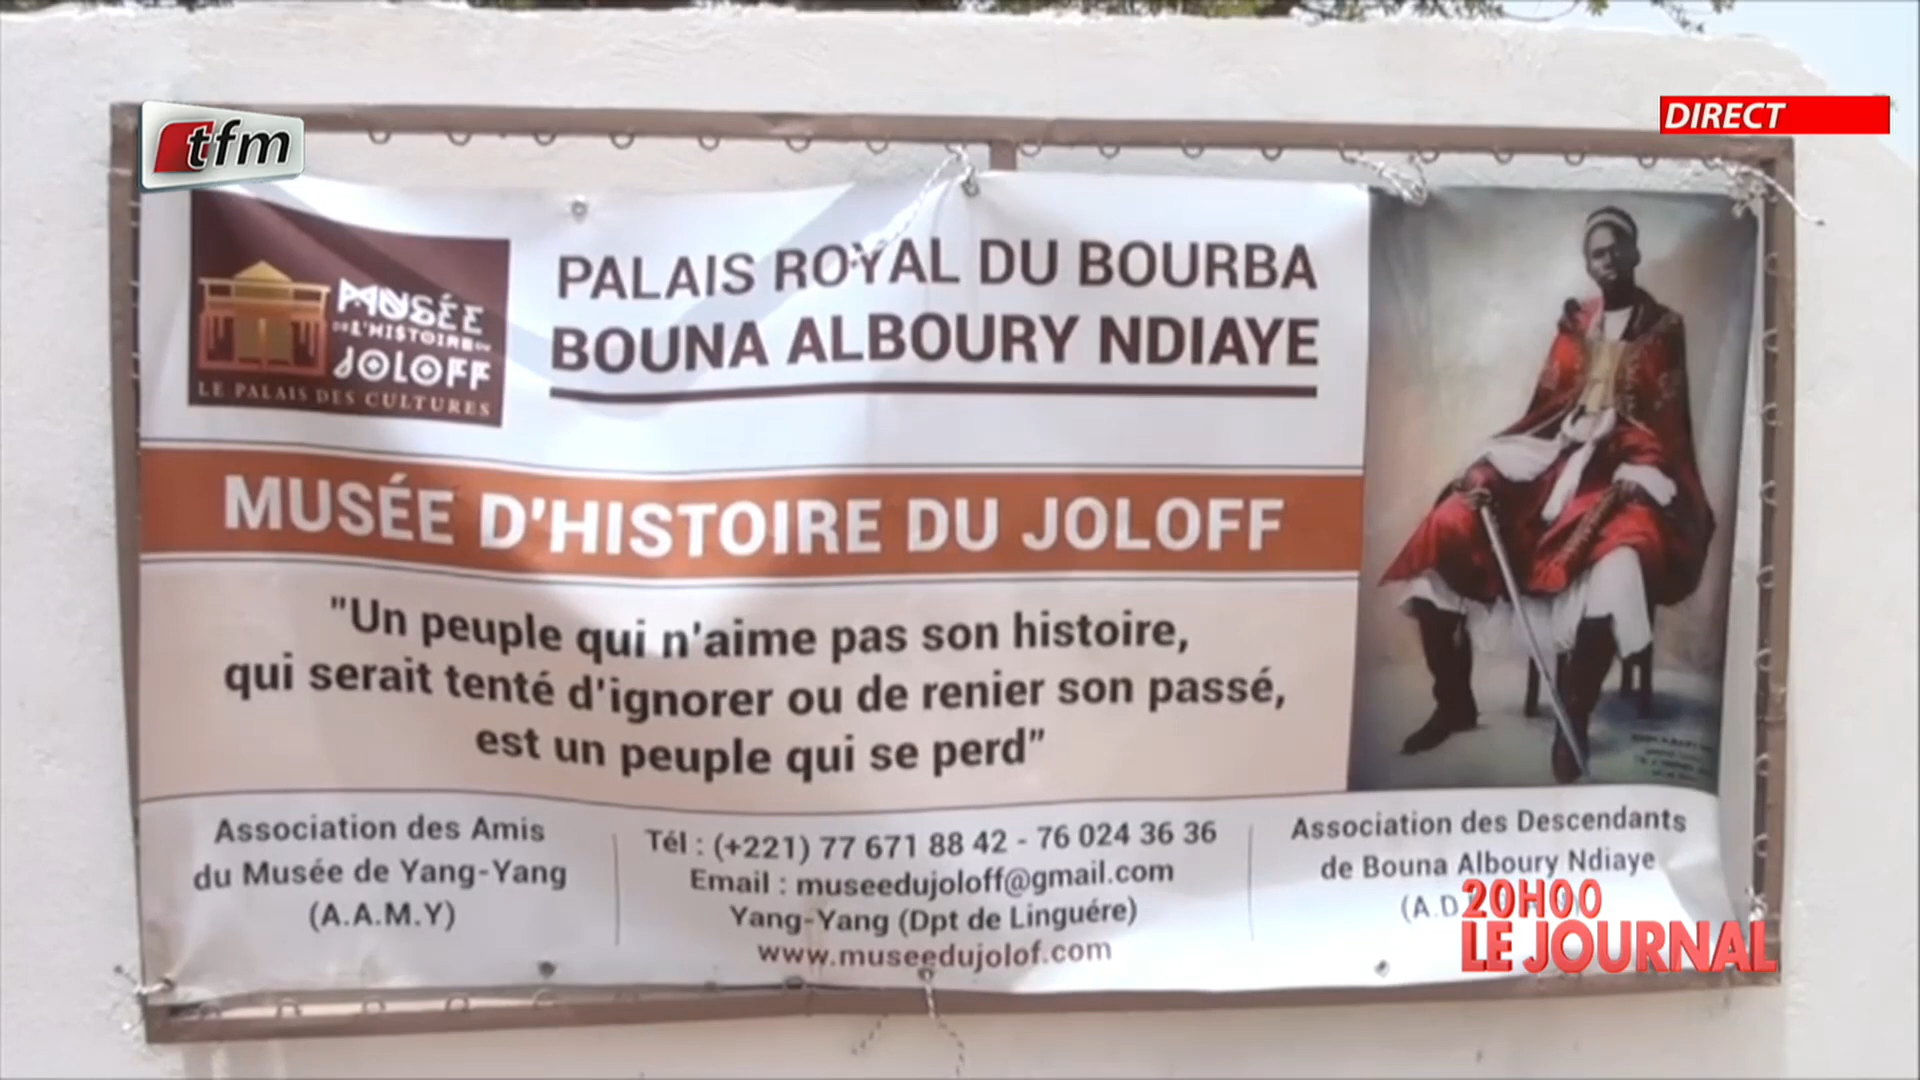 tfm
DIRECT
MUSÉE
DE L'HISTOIRE DU
JOLOFF
LE PALAIS DES CULTURES
PALAIS ROYAL DU BOURBA
BOUNA ALBOURY NDIAYE
MUSÉE D'HISTOIRE DU JOLOFF
"Un peuple qui n'aime pas son histoire,
qui serait tenté d'ignorer ou de renier son passé,
est un peuple qui se perd"
Association des Amis
du Musée de Yang-Yang
(A.A.M.Y)
Tél : (+221) 77 671 88 42 - 76 024 36 36
Email : museedujoloff@gmail.com
Yang-Yang (Dpt de Linguére)
www.museedujolof.com
Association des Descendants
de Bouna Alboury Ndiaye
(A.D
20H00
LE JOURNAL